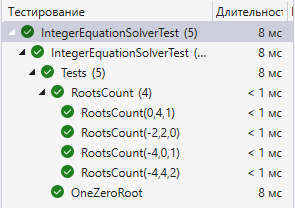 Тестирование Длительност
IntegerEquationSolverTest (5) 8 мс
IntegerEquationSolverTest (... 8 мс
Tests (5) 8 мс
RootsCount (4) < 1 мс
RootsCount(0,4,1) < 1 мс
RootsCount(-2,2,0) < 1 мс
RootsCount(-4,0,1) < 1 мс
RootsCount(-4,4,2) < 1 мс
OneZeroRoot 8 мс